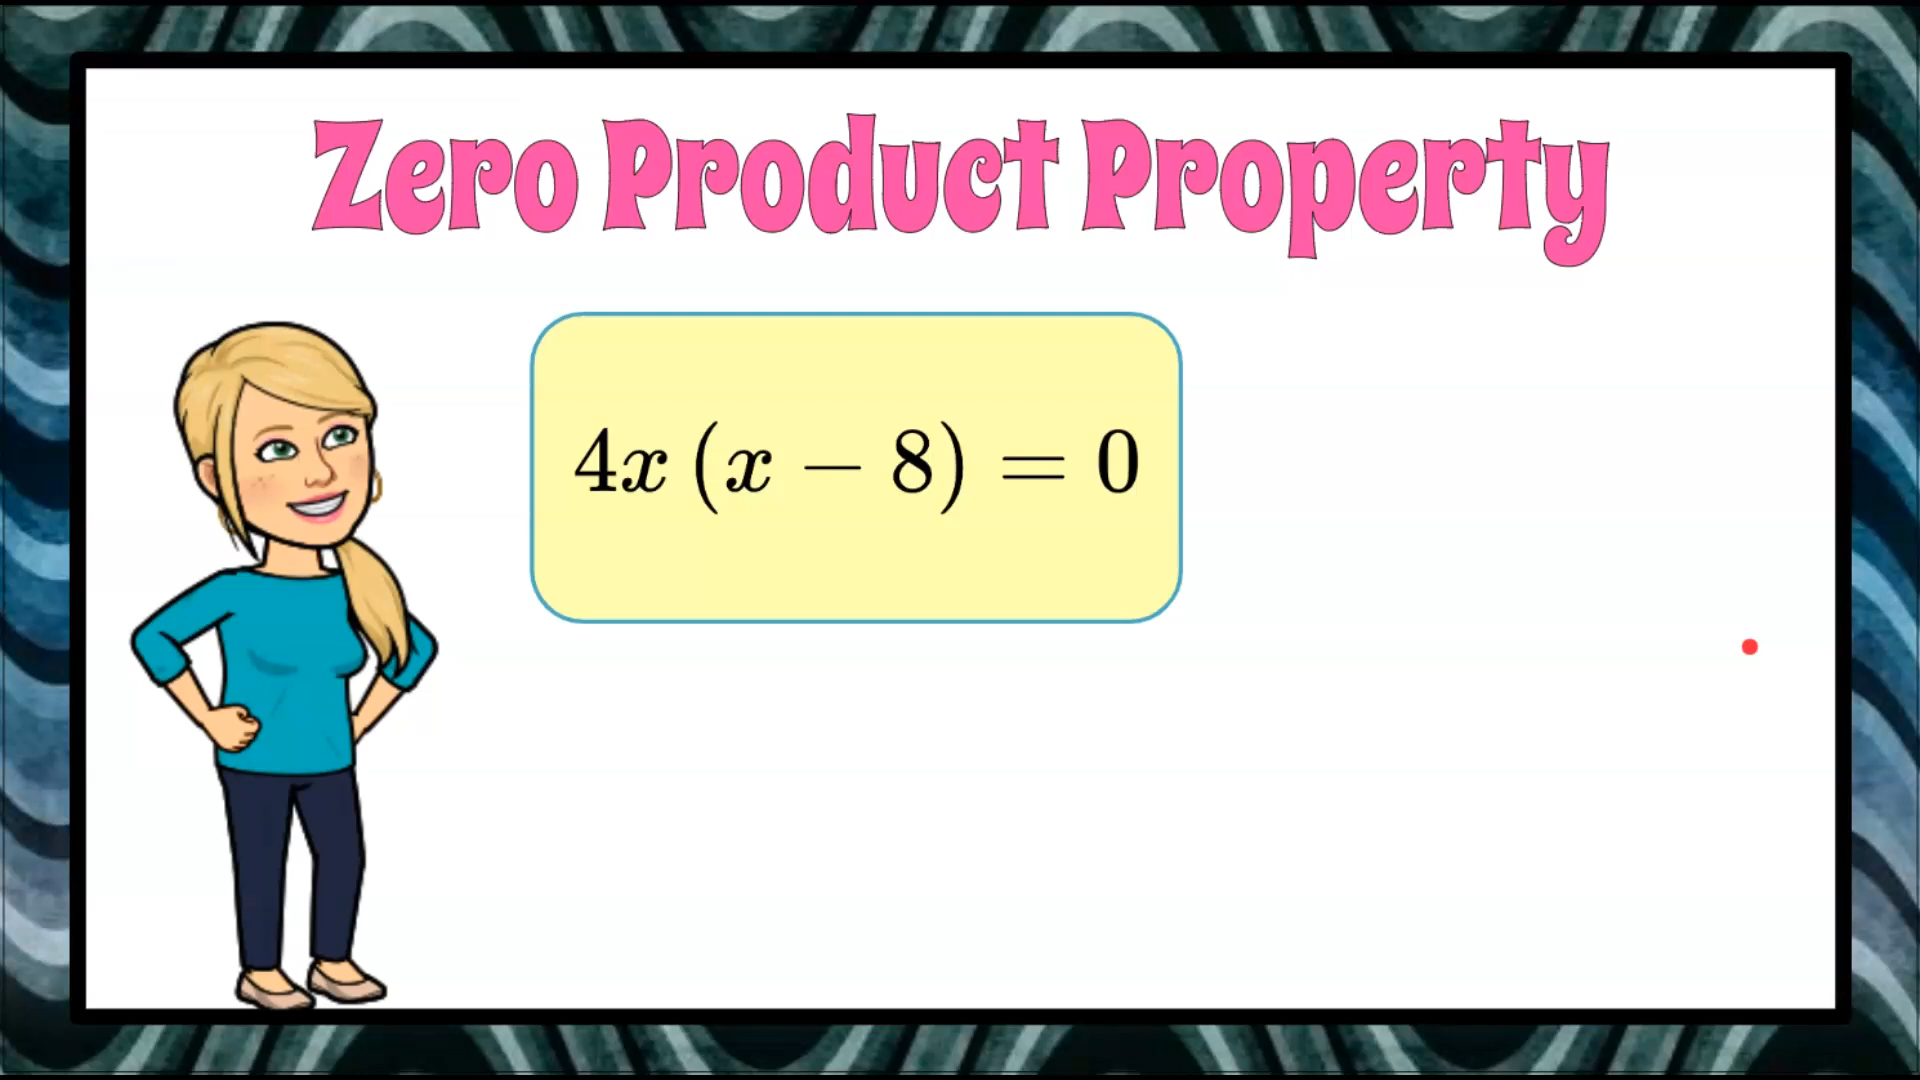 Zero Product Property
4x (x − 8) = 0